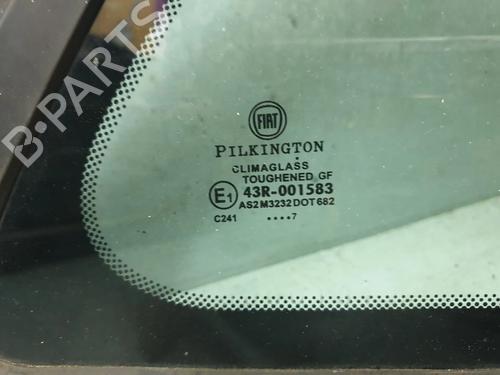 B-PARTS
FIAT
PILKINGTON
CLIMAGLASS
TOUGHENED GF
E1 43R-001583
AS2 M3232 DOT 682
C241 ••••7